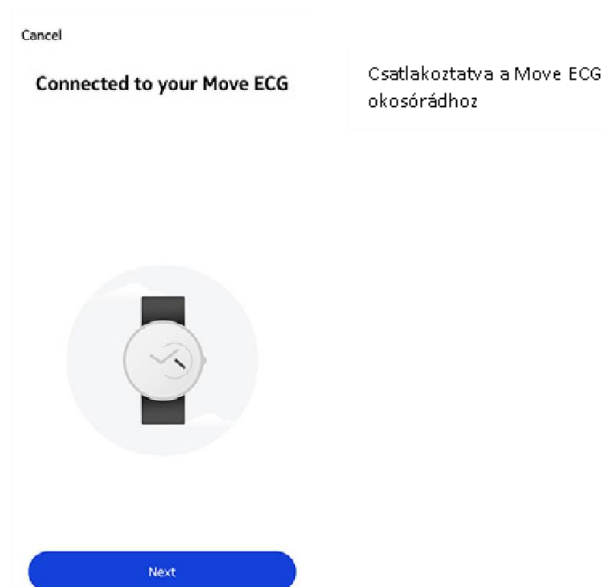 Cancel
Connected to your Move ECG
Csatlakoztatva a Move ECG
okosórádhoz
Next